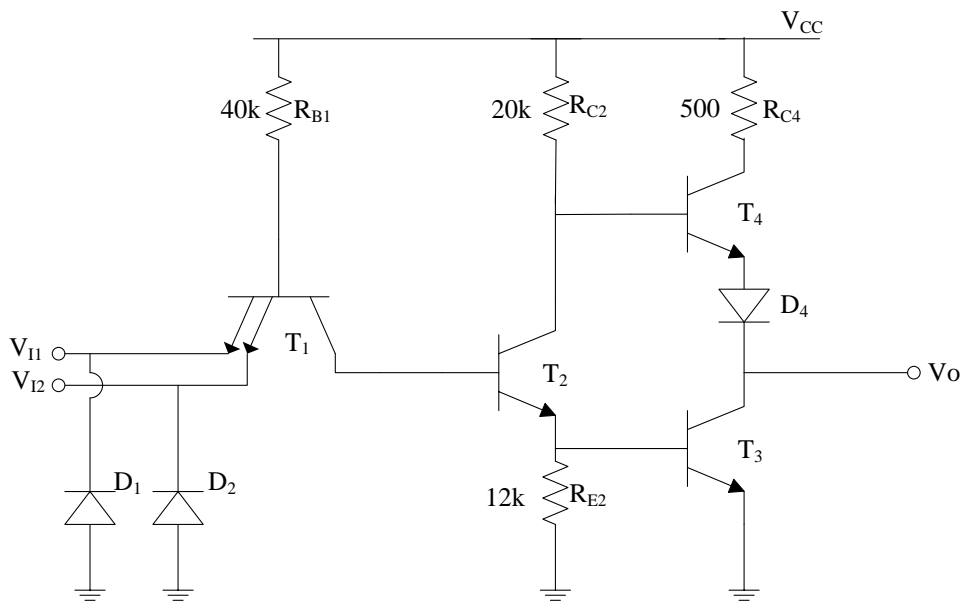 V_CC
40k R_B1
20k R_C2
500 R_C4
T_4
D_4
V_I1
T_1
V_I2
T_2
Vo
T_3
D_1
D_2
12k R_E2